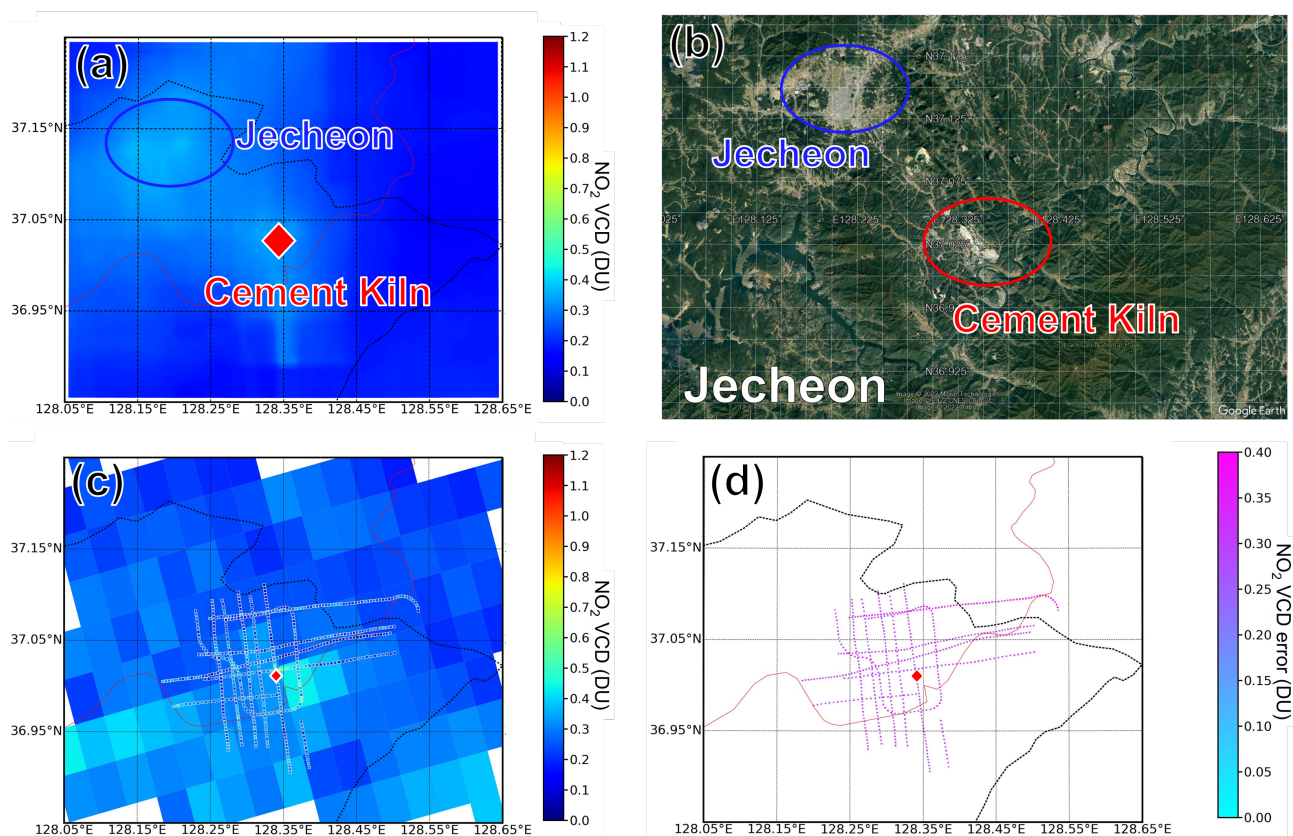 (a)
Jecheon
Cement Kiln
37.15°N
37.05°N
36.95°N
128.05°E 128.15°E 128.25°E 128.35°E 128.45°E 128.55°E 128.65°E
1.2
1.1
1.0
0.9
0.8
0.7
0.6
0.5
0.4
0.3
0.2
0.1
0.0
NO2 VCD (DU)
(b)
N37.175
N37.125
N37.075
E128.125 E128.225 E128.325 E128.425 E128.525 E128.625
N37.025
N36.925
Jecheon
Cement Kiln
Jecheon
Google Earth
(c)
37.15°N
37.05°N
36.95°N
128.05°E 128.15°E 128.25°E 128.35°E 128.45°E 128.55°E 128.65°E
1.2
1.1
1.0
0.9
0.8
0.7
0.6
0.5
0.4
0.3
0.2
0.1
0.0
NO2 VCD (DU)
(d)
37.15°N
37.05°N
36.95°N
128.05°E 128.15°E 128.25°E 128.35°E 128.45°E 128.55°E 128.65°E
0.40
0.35
0.30
0.25
0.20
0.15
0.10
0.05
0.00
NO2 VCD error (DU)